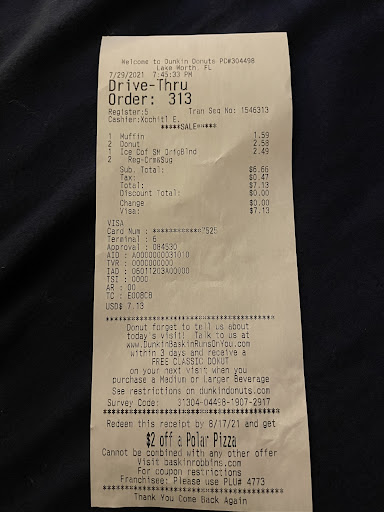 Welcome to Dunkin Donuts PC#304498
Lake Worth, FL
7/29/2021 7:45:33 PM
Drive-Thru
Order: 313
Register:5 Tran Seq No: 1546313
Cashier:Xochitl E.
*****SALE*****
1 Muffin 1.59
2 Donut 2.58
1 Ice Cof SM OrigBlnd 2.49
2 Reg-Crm&Sug
Sub. Total: $6.66
Tax: $0.47
Total: $7.13
Discount Total: $0.00
Change $0.00
Visa: $7.13
VISA
Card Num : ************7525
Terminal : 6
Approval : 084530
AID : A0000000031010
TVR : 0000000000
IAD : 06011203A00000
TSI : 0000
AR : 00
TC : E008CB
USD$ 7.13
Donut forget to tell us about
today's visit! Talk to us at
www.DunkinBaskinRunsOnYou.com
within 3 days and receive a
FREE CLASSIC DONUT
on your next visit when you
purchase a Medium or Larger Beverage
See restrictions on dunkindonuts.com
Survey Code: 31304-04498-1907-2917
Redeem this receipt by 8/17/21 and get
$2 off a Polar Pizza
Cannot be combined with any other offer
Visit baskinrobbins.com
For coupon restrictions
Franchisee: Please use PLU# 4773
Thank You Come Back Again